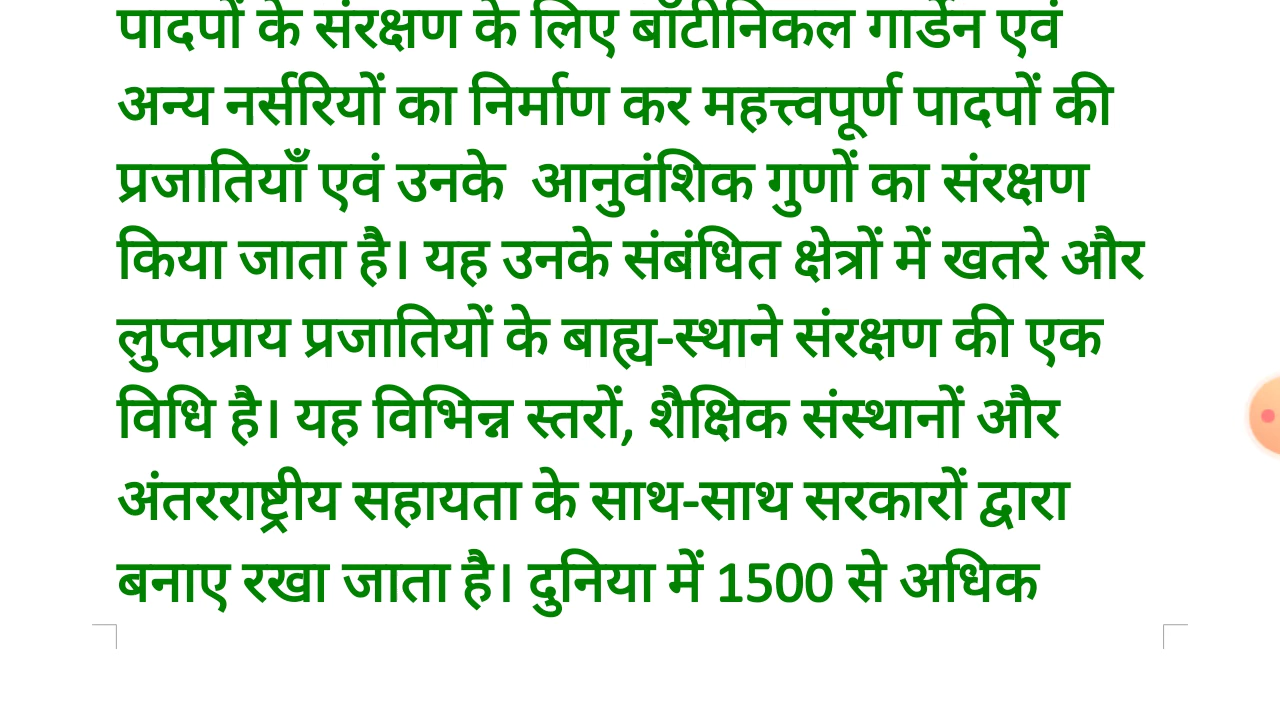 पादपों के संरक्षण के लिए बॉटीनिकल गार्डेन एवं
अन्य नर्सरियों का निर्माण कर महत्त्वपूर्ण पादपों की
प्रजातियाँ एवं उनके  आनुवंशिक गुणों का संरक्षण
किया जाता है। यह उनके संबंधित क्षेत्रों में खतरे और
लुप्तप्राय प्रजातियों के बाह्य-स्थाने संरक्षण की एक
विधि है। यह विभिन्न स्तरों, शैक्षिक संस्थानों और
अंतरराष्ट्रीय सहायता के साथ-साथ सरकारों द्वारा
बनाए रखा जाता है। दुनिया में 1500 से अधिक